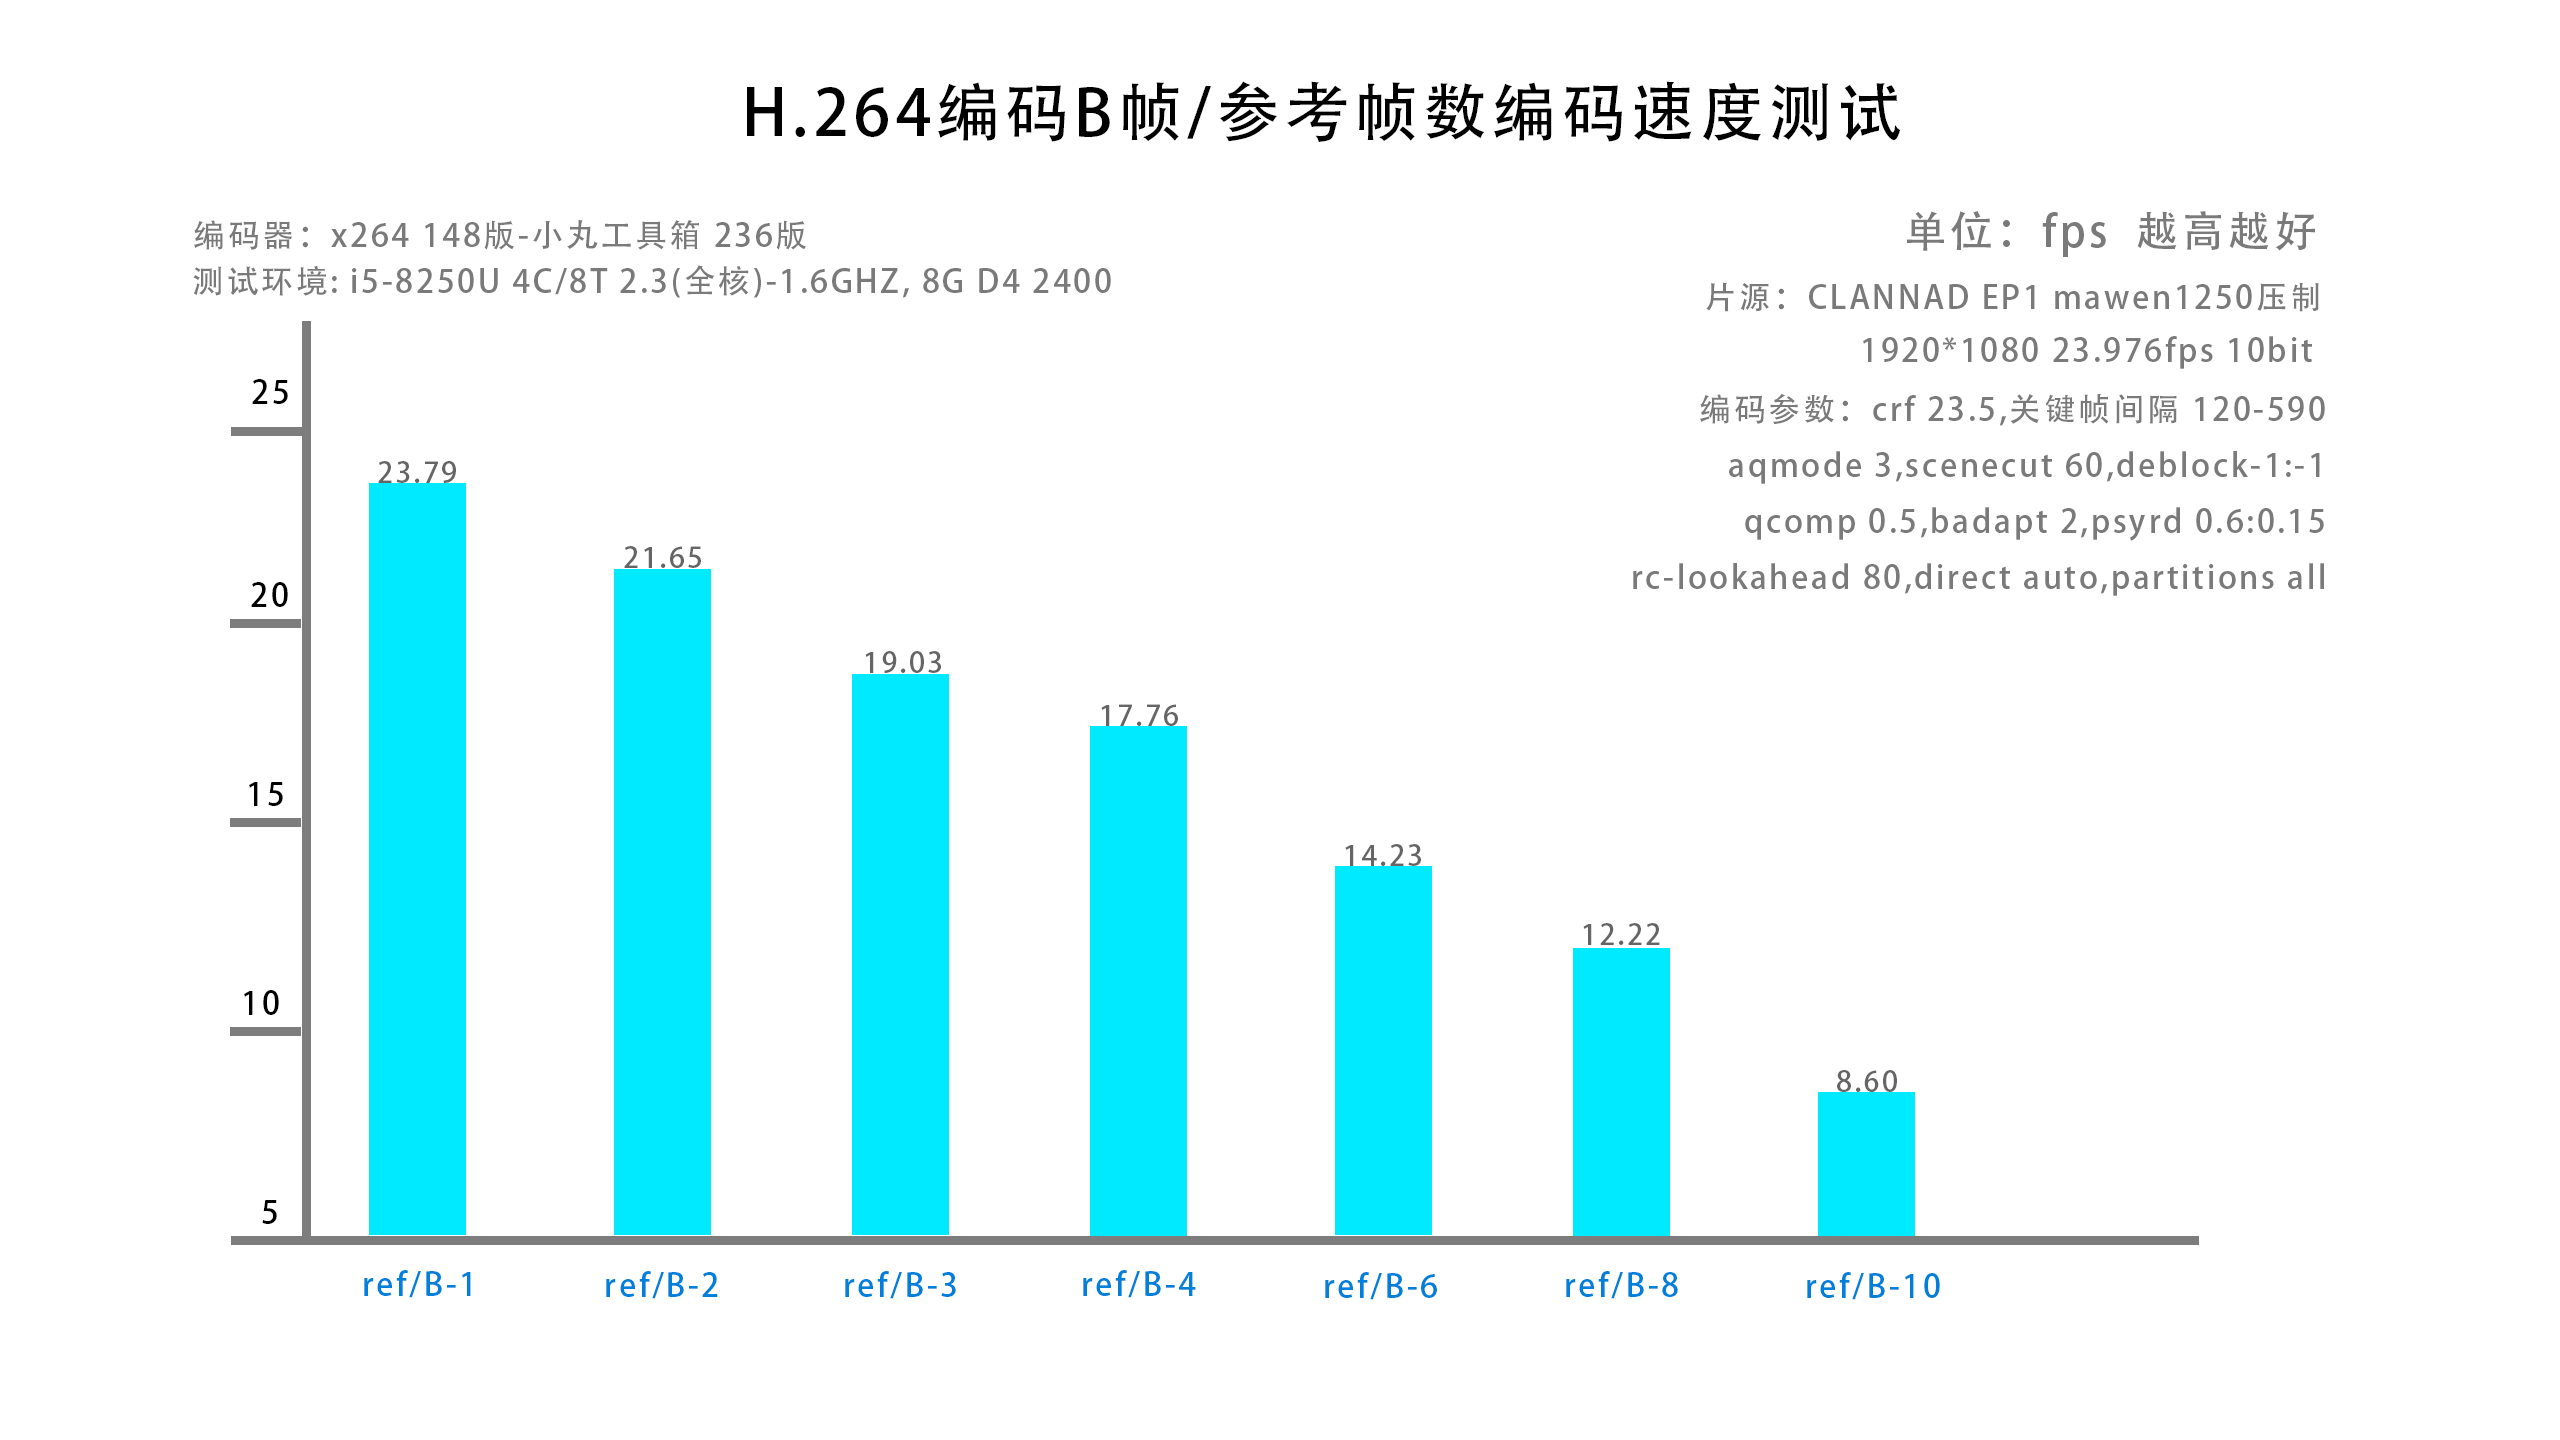 H.264编码B帧/参考帧数编码速度测试
编码器：x264 148版-小丸工具箱 236版
测试环境: i5-8250U 4C/8T 2.3(全核)-1.6GHZ, 8G D4 2400
单位：fps 越高越好
片源：CLANNAD EP1 mawen1250压制
1920*1080 23.976fps 10bit
编码参数：crf 23.5,关键帧间隔 120-590
aqmode 3,scenecut 60,deblock-1:-1
qcomp 0.5,badapt 2,psyrd 0.6:0.15
rc-lookahead 80,direct auto,partitions all
25
20
15
10
5
23.79
21.65
19.03
17.76
14.23
12.22
8.60
ref/B-1
ref/B-2
ref/B-3
ref/B-4
ref/B-6
ref/B-8
ref/B-10